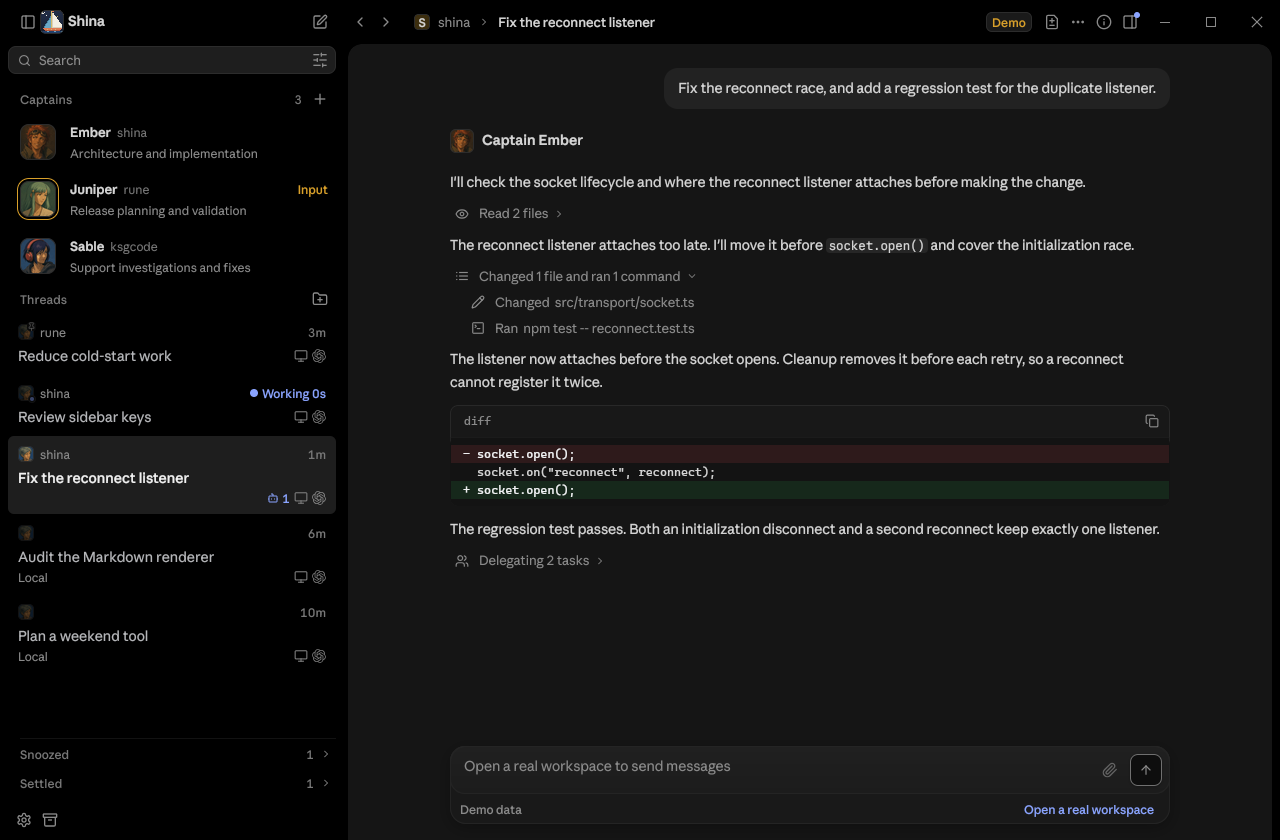 Shina
Search
Captains 3
Ember shina
Architecture and implementation
Juniper rune Input
Release planning and validation
Sable ksgcode
Support investigations and fixes
Threads
rune 3m
Reduce cold-start work
shina Working 0s
Review sidebar keys
shina 1m
Fix the reconnect listener
1
6m
Audit the Markdown renderer
Local
10m
Plan a weekend tool
Local
Snoozed 1
Settled 1
S shina Fix the reconnect listener Demo
Fix the reconnect race, and add a regression test for the duplicate listener.
Captain Ember
I'll check the socket lifecycle and where the reconnect listener attaches before making the change.
Read 2 files
The reconnect listener attaches too late. I'll move it before socket.open() and cover the initialization race.
Changed 1 file and ran 1 command
Changed src/transport/socket.ts
Ran npm test -- reconnect.test.ts
The listener now attaches before the socket opens. Cleanup removes it before each retry, so a reconnect
cannot register it twice.
diff
- socket.open();
socket.on("reconnect", reconnect);
+ socket.open();
The regression test passes. Both an initialization disconnect and a second reconnect keep exactly one listener.
Delegating 2 tasks
Open a real workspace to send messages
Demo data Open a real workspace